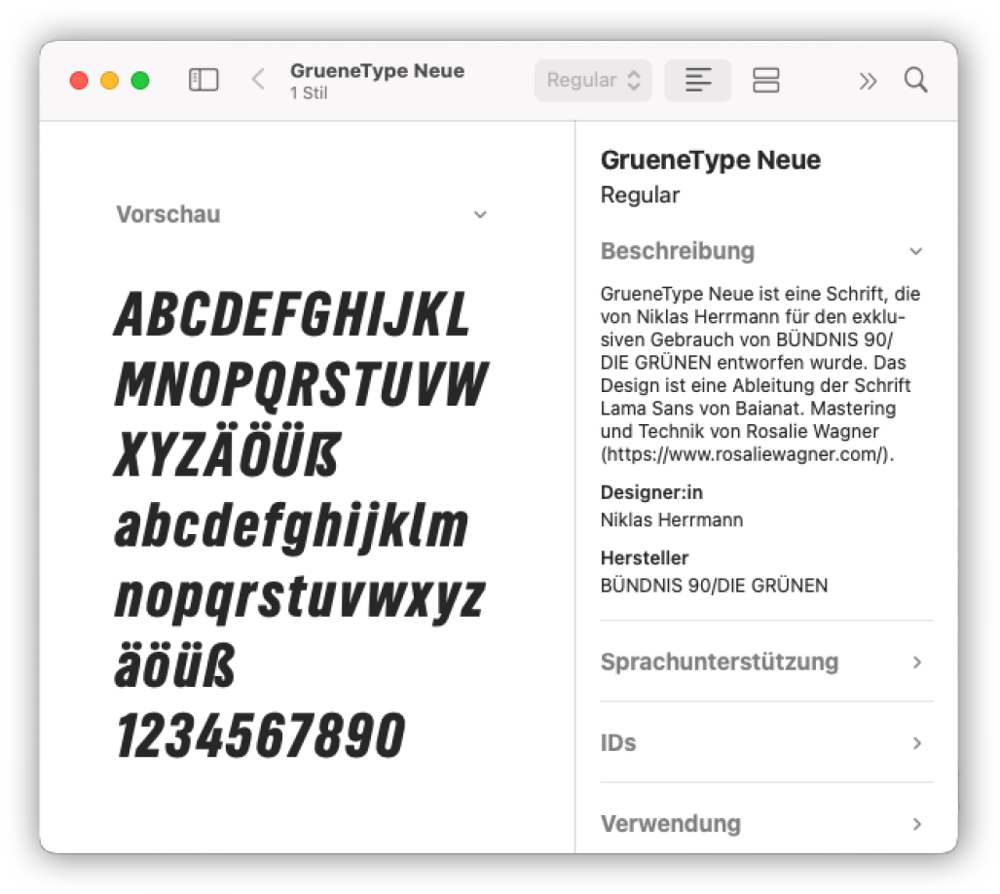 GrueneType Neue
1 Stil
Regular
Vorschau
ABCDEFGHIJKL
MNOPQRSTUVW
XYZÄÖÜẞ
abcdefghijklm
nopqrstuvwxyz
äöüß
1234567890
GrueneType Neue
Regular
Beschreibung
GrueneType Neue ist eine Schrift, die
von Niklas Herrmann für den exklu-
siven Gebrauch von BÜNDNIS 90/
DIE GRÜNEN entworfen wurde. Das
Design ist eine Ableitung der Schrift
Lama Sans von Baianat. Mastering
und Technik von Rosalie Wagner
(https://www.rosaliewagner.com/).
Designer:in
Niklas Herrmann
Hersteller
BÜNDNIS 90/DIE GRÜNEN
Sprachunterstützung
IDs
Verwendung